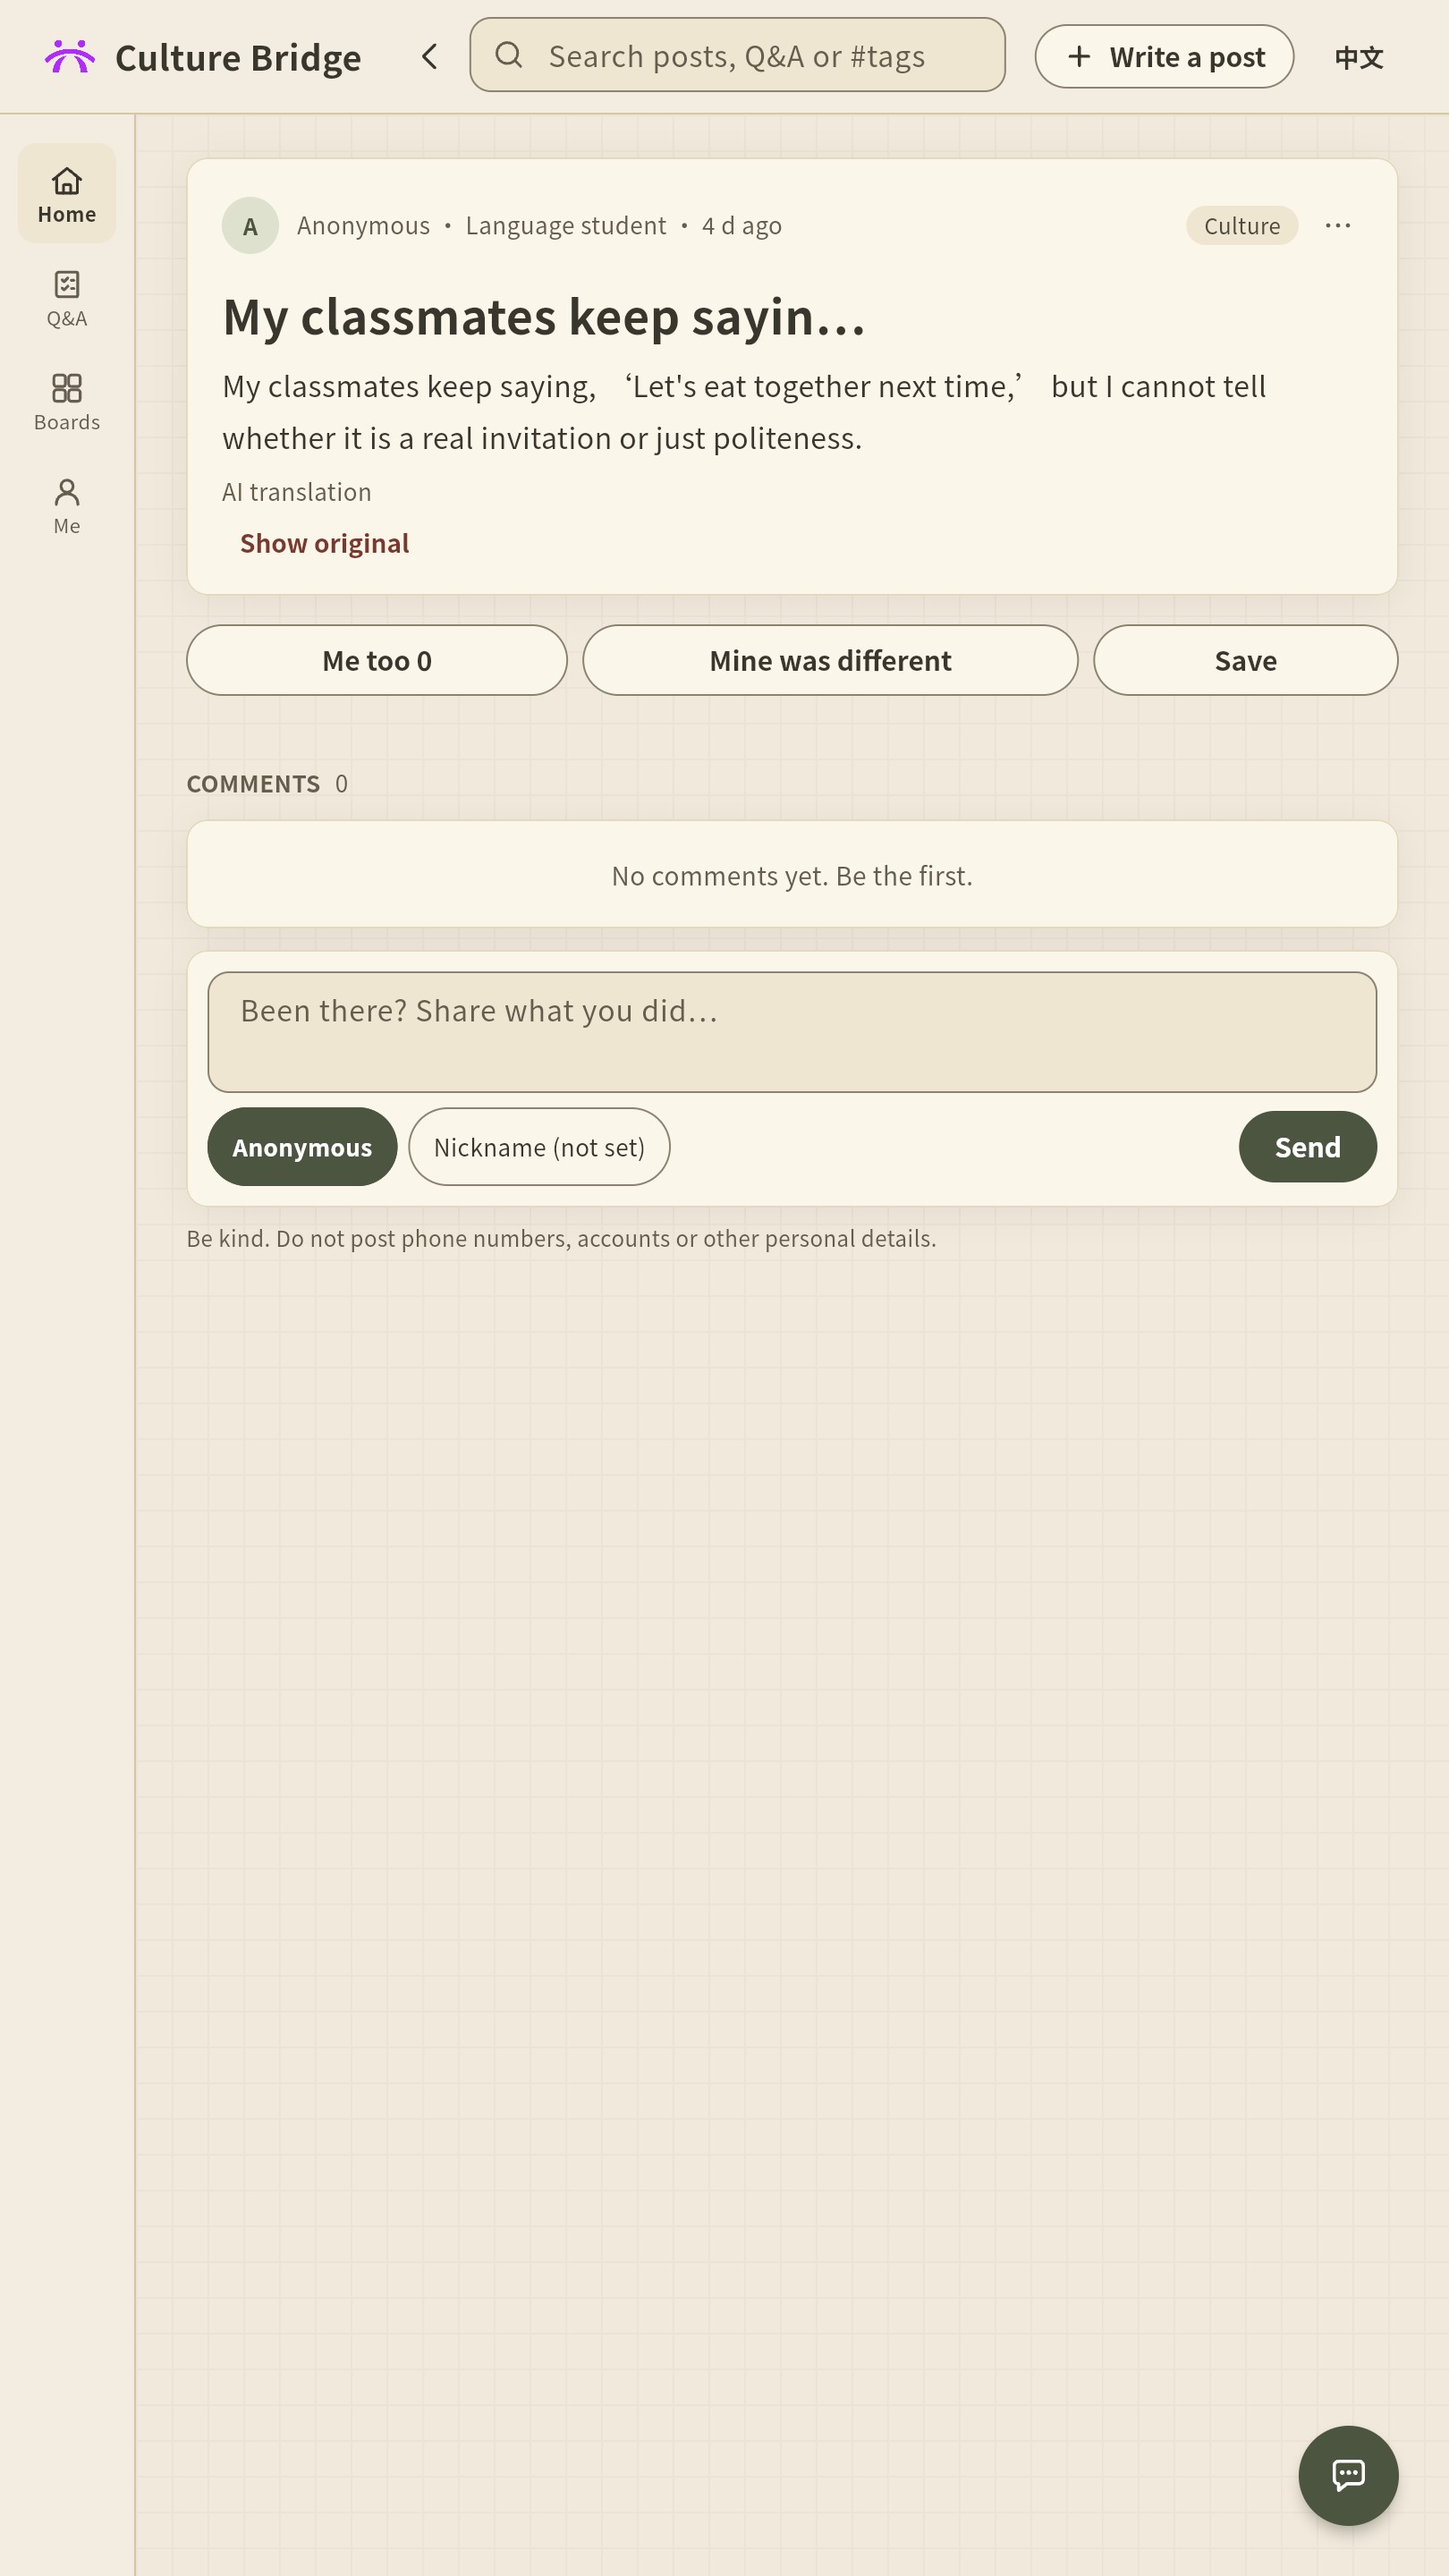 Culture Bridge
Search posts, Q&A or #tags
Write a post
中文
Home
Q&A
Boards
Me
A
Anonymous • Language student • 4 d ago
Culture
My classmates keep sayin…
My classmates keep saying, ‘Let's eat together next time,’ but I cannot tell
whether it is a real invitation or just politeness.
AI translation
Show original
Me too 0
Mine was different
Save
COMMENTS 0
No comments yet. Be the first.
Been there? Share what you did…
Anonymous
Nickname (not set)
Send
Be kind. Do not post phone numbers, accounts or other personal details.